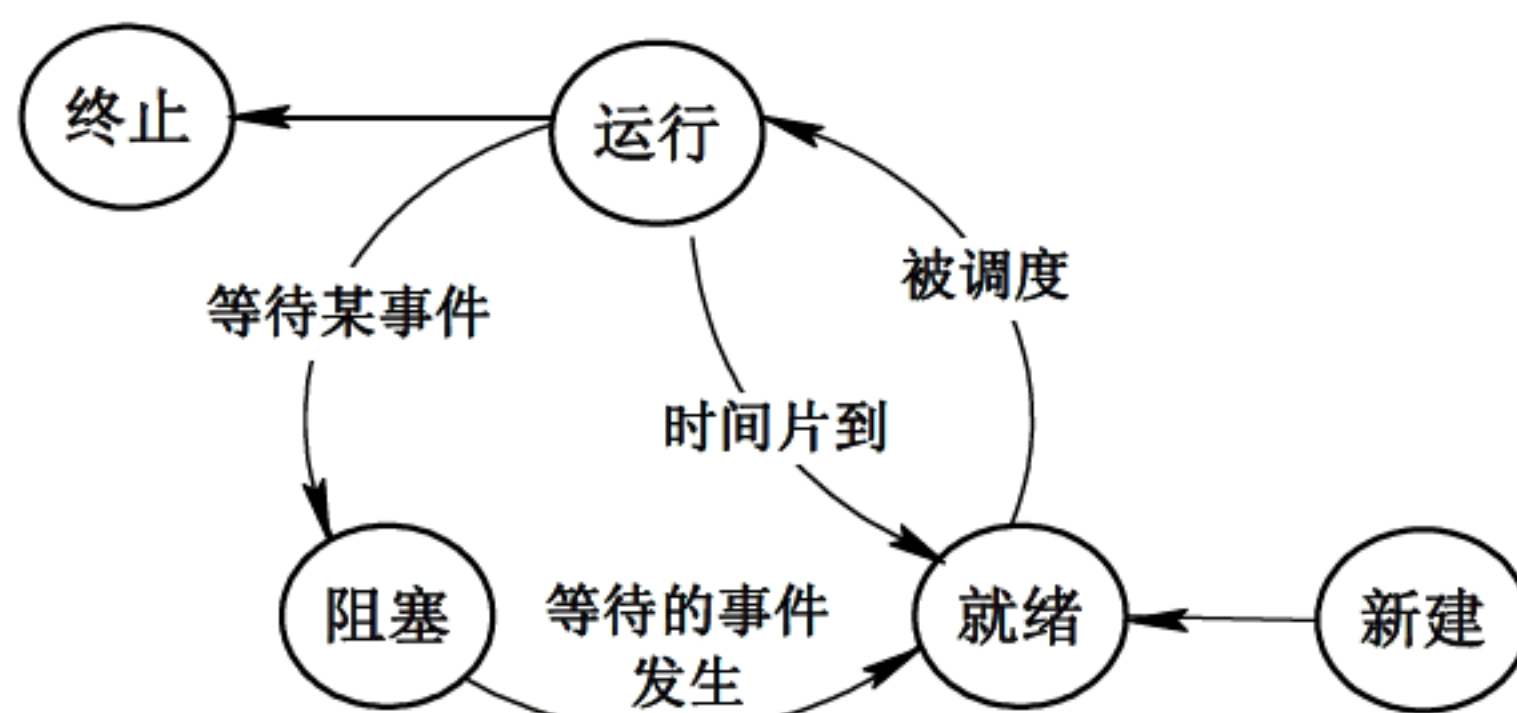 终止
运行
被调度
等待某事件
时间片到
阻塞
等待的事件
发生
就绪
新建